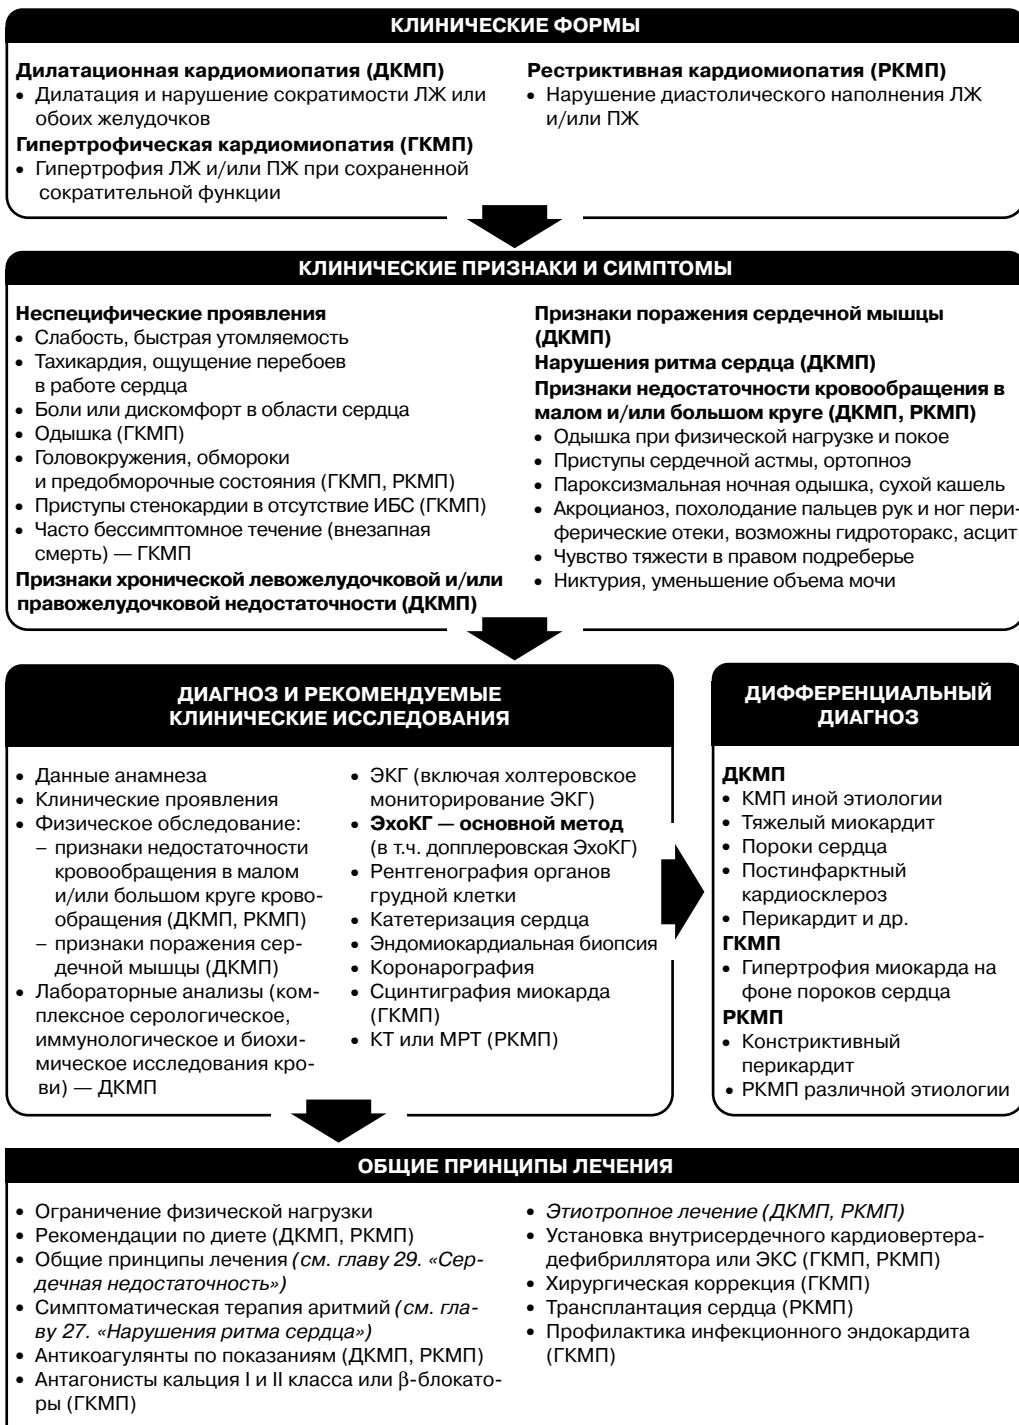 КЛИНИЧЕСКИЕ ФОРМЫ
Дилатационная кардиомиопатия (ДКМП)
• Дилатация и нарушение сократимости ЛЖ или
обоих желудочков
Гипертрофическая кардиомиопатия (ГКМП)
• Гипертрофия ЛЖ и/или ПЖ при сохраненной
сократительной функции
Рестриктивная кардиомиопатия (РКМП)
• Нарушение диастолического наполнения ЛЖ
и/или ПЖ
КЛИНИЧЕСКИЕ ПРИЗНАКИ И СИМПТОМЫ
Неспецифические проявления
• Слабость, быстрая утомляемость
• Тахикардия, ощущение перебоев
в работе сердца
• Боли или дискомфорт в области сердца
• Одышка (ГКМП)
• Головокружения, обмороки
и предобморочные состояния (ГКМП, РКМП)
• Приступы стенокардии в отсутствие ИБС (ГКМП)
• Часто бессимптомное течение (внезапная
смерть) — ГКМП
Признаки хронической левожелудочковой и/или
правожелудочковой недостаточности (ДКМП)
Признаки поражения сердечной мышцы
(ДКМП)
Нарушения ритма сердца (ДКМП)
Признаки недостаточности кровообращения в
малом и/или большом круге (ДКМП, РКМП)
• Одышка при физической нагрузке и покое
• Приступы сердечной астмы, ортопноэ
• Пароксизмальная ночная одышка, сухой кашель
• Акроцианоз, похолодание пальцев рук и ног пери-
ферические отеки, возможны гидроторакс, асцит
• Чувство тяжести в правом подреберье
• Никтурия, уменьшение объема мочи
ДИАГНОЗ И РЕКОМЕНДУЕМЫЕ
КЛИНИЧЕСКИЕ ИССЛЕДОВАНИЯ
• Данные анамнеза
• Клинические проявления
• Физическое обследование:
– признаки недостаточности
кровообращения в малом
и/или большом круге крово-
обращения (ДКМП, РКМП)
– признаки поражения сер-
дечной мышцы (ДКМП)
• Лабораторные анализы (ком-
плексное серологическое,
иммунологическое и биохи-
мическое исследования кро-
ви) — ДКМП
• ЭКГ (включая холтеровское
мониторирование ЭКГ)
• ЭхоКГ — основной метод
(в т.ч. допплеровская ЭхоКГ)
• Рентгенография органов
грудной клетки
• Катетеризация сердца
• Эндомиокардиальная биопсия
• Коронарография
• Сцинтиграфия миокарда
(ГКМП)
• КТ или МРТ (РКМП)
ДИФФЕРЕНЦИАЛЬНЫЙ
ДИАГНОЗ
ДКМП
• КМП иной этиологии
• Тяжелый миокардит
• Пороки сердца
• Постинфарктный
кардиосклероз
• Перикардит и др.
ГКМП
• Гипертрофия миокарда на
фоне пороков сердца
РКМП
• Констриктивный
перикардит
• РКМП различной этиологии
ОБЩИЕ ПРИНЦИПЫ ЛЕЧЕНИЯ
• Ограничение физической нагрузки
• Рекомендации по диете (ДКМП, РКМП)
• Общие принципы лечения (см. главу 29. «Сер-
дечная недостаточность»)
• Симптоматическая терапия аритмий (см. гла-
ву 27. «Нарушения ритма сердца»)
• Антикоагулянты по показаниям (ДКМП, РКМП)
• Антагонисты кальция I и II класса или β-блокато-
ры (ГКМП)
• Этиотропное лечение (ДКМП, РКМП)
• Установка внутрисердечного кардиовертера-
дефибриллятора или ЭКС (ГКМП, РКМП)
• Хирургическая коррекция (ГКМП)
• Трансплантация сердца (РКМП)
• Профилактика инфекционного эндокардита
(ГКМП)